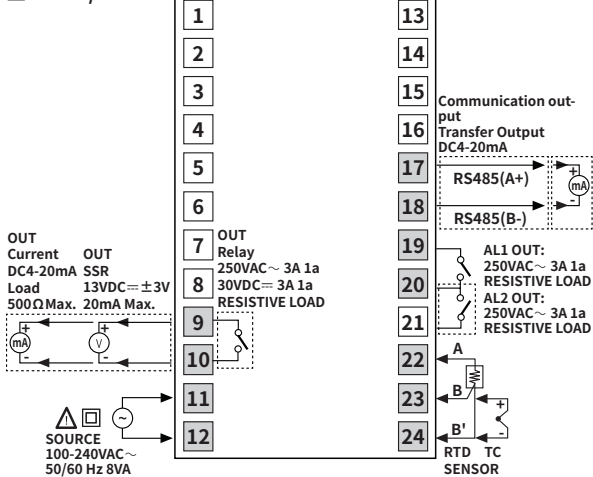 1
2
3
4
5
6
7
8
9
10
11
12
13
14
15
16
17
18
19
20
21
22
23
24
OUT
Current
DC4-20mA
Load
500ΩMax.
OUT
SSR
13VDC⎓±3V
20mA Max.
mA
+
-
V
+
-
OUT
Relay
250VAC～ 3A 1a
30VDC⎓ 3A 1a
RESISTIVE LOAD
SOURCE
100-240VAC～
50/60 Hz 8VA
Communication out-
put
Transfer Output
DC4-20mA
RS485(A+)
RS485(B-)
+
mA
-
AL1 OUT:
250VAC～ 3A 1a
RESISTIVE LOAD
AL2 OUT:
250VAC～ 3A 1a
RESISTIVE LOAD
A
B
B'
+
-
RTD TC
SENSOR